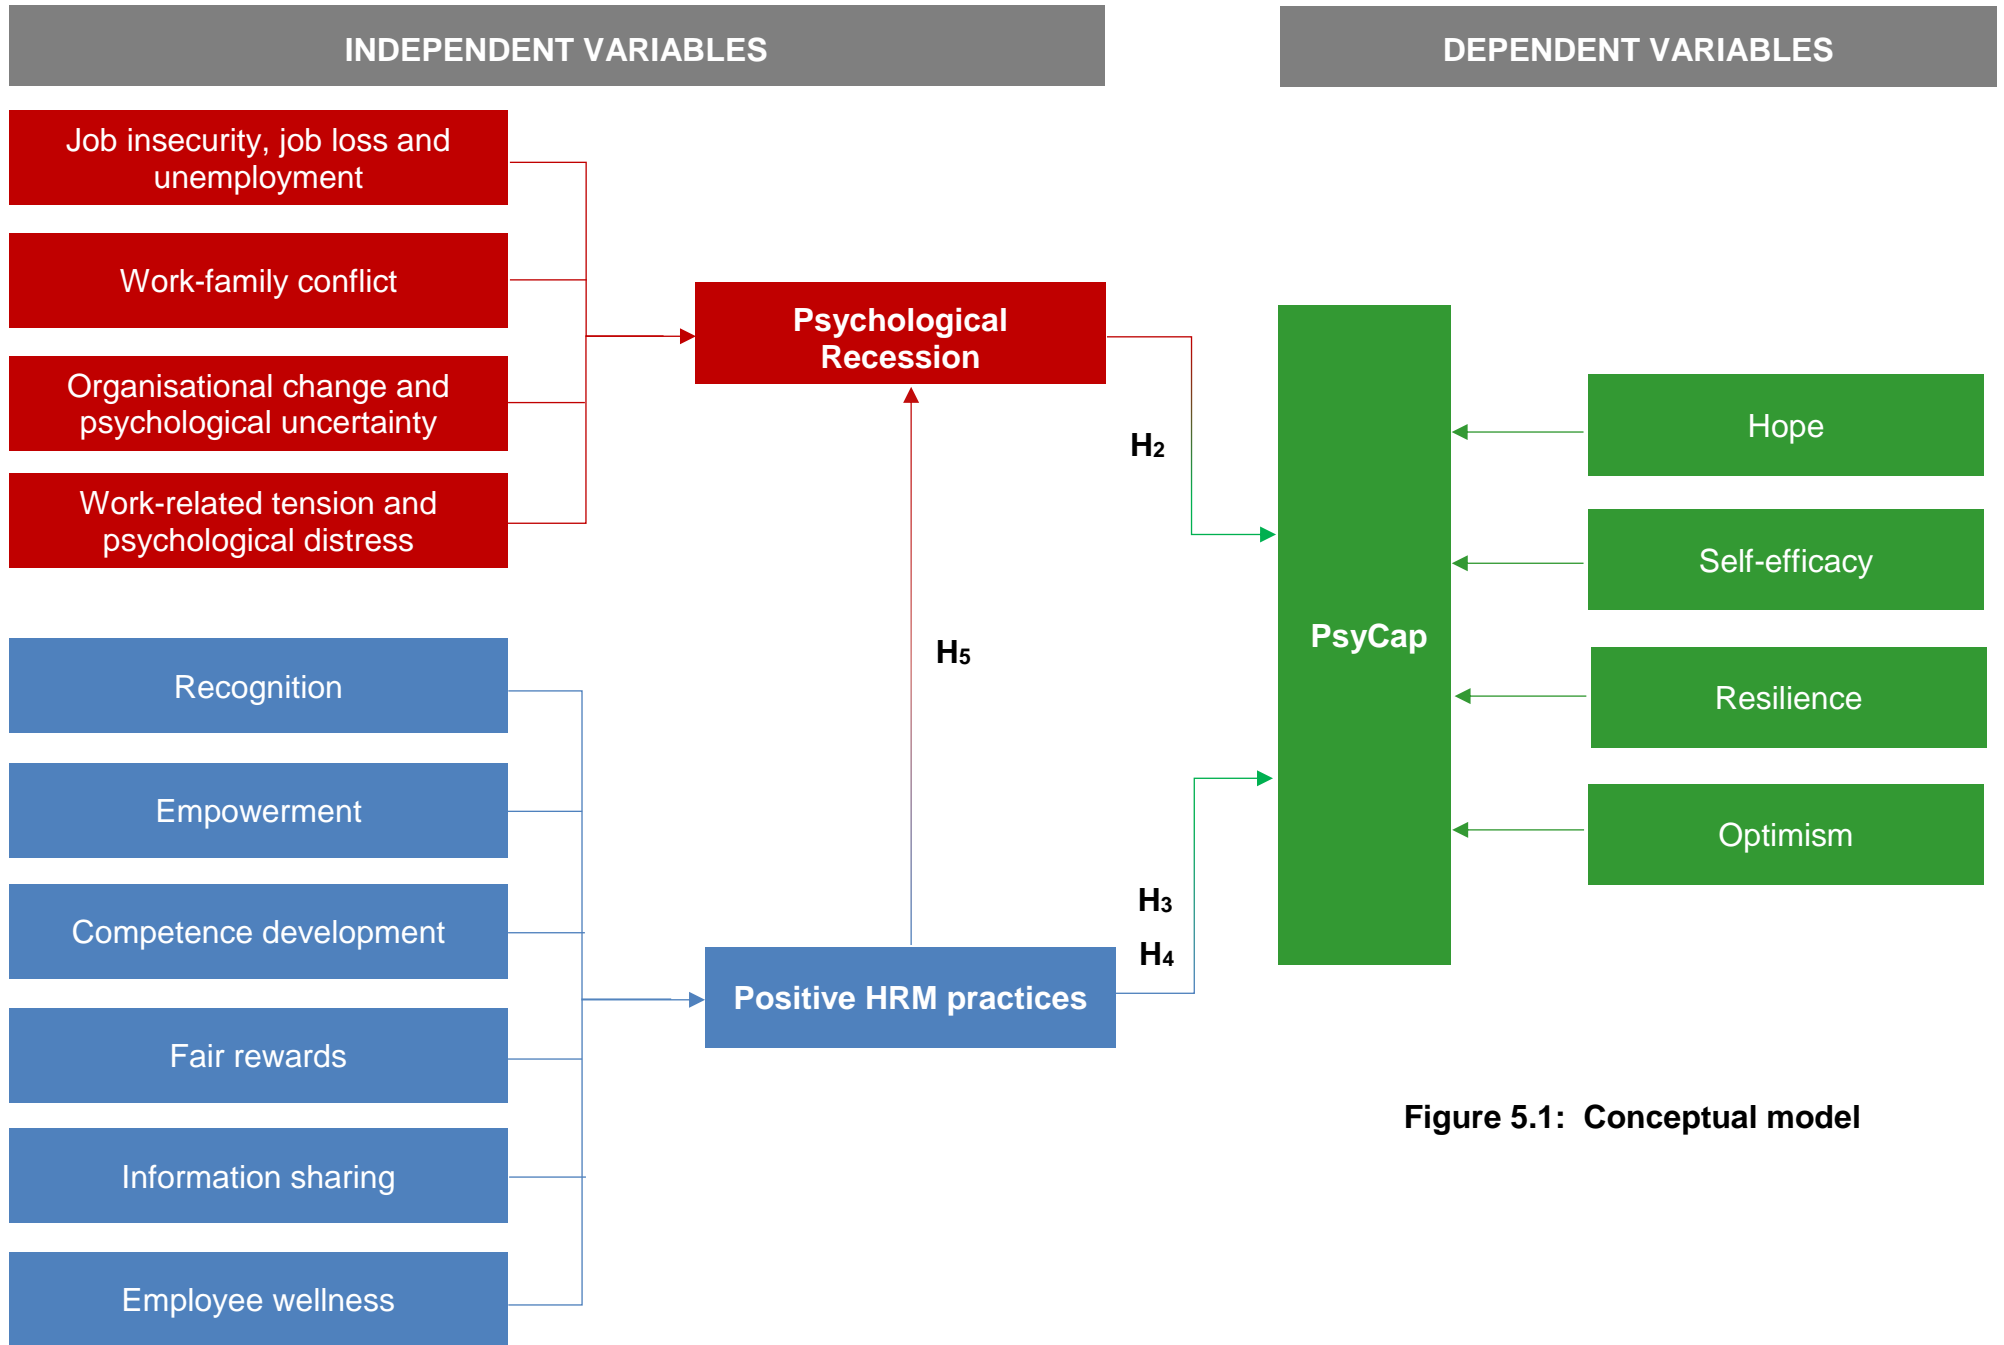 INDEPENDENT VARIABLES
DEPENDENT VARIABLES
Job insecurity, job loss and
unemployment
Work-family conflict
Organisational change and
psychological uncertainty
Work-related tension and
psychological distress
Psychological
Recession
H2
Hope
Self-efficacy
PsyCap
Resilience
Optimism
H5
Recognition
Empowerment
Competence development
Fair rewards
Information sharing
Employee wellness
Positive HRM practices
H3
H4
Figure 5.1: Conceptual model